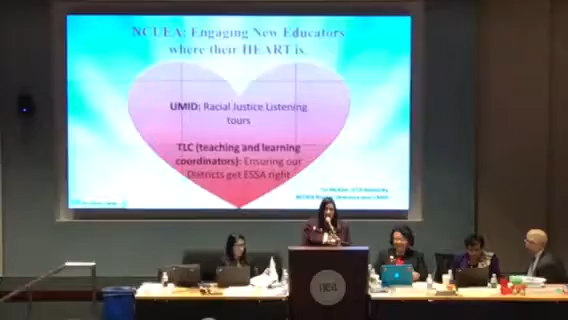 NCUEA: Engaging New Educators
where their HEART is.
UMID: Racial Justice Listening
tours
TLC (teaching and learning
coordinators): Ensuring our
Districts get ESSA right